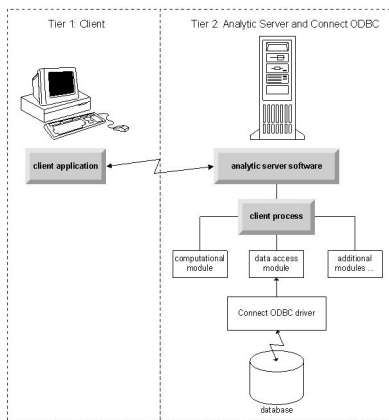 Tier 1: Client
Tier 2: Analytic Server and Connect ODBC
client application
analytic server software
client process
computational
module
data access
module
additional
modules ...
Connect ODBC driver
database